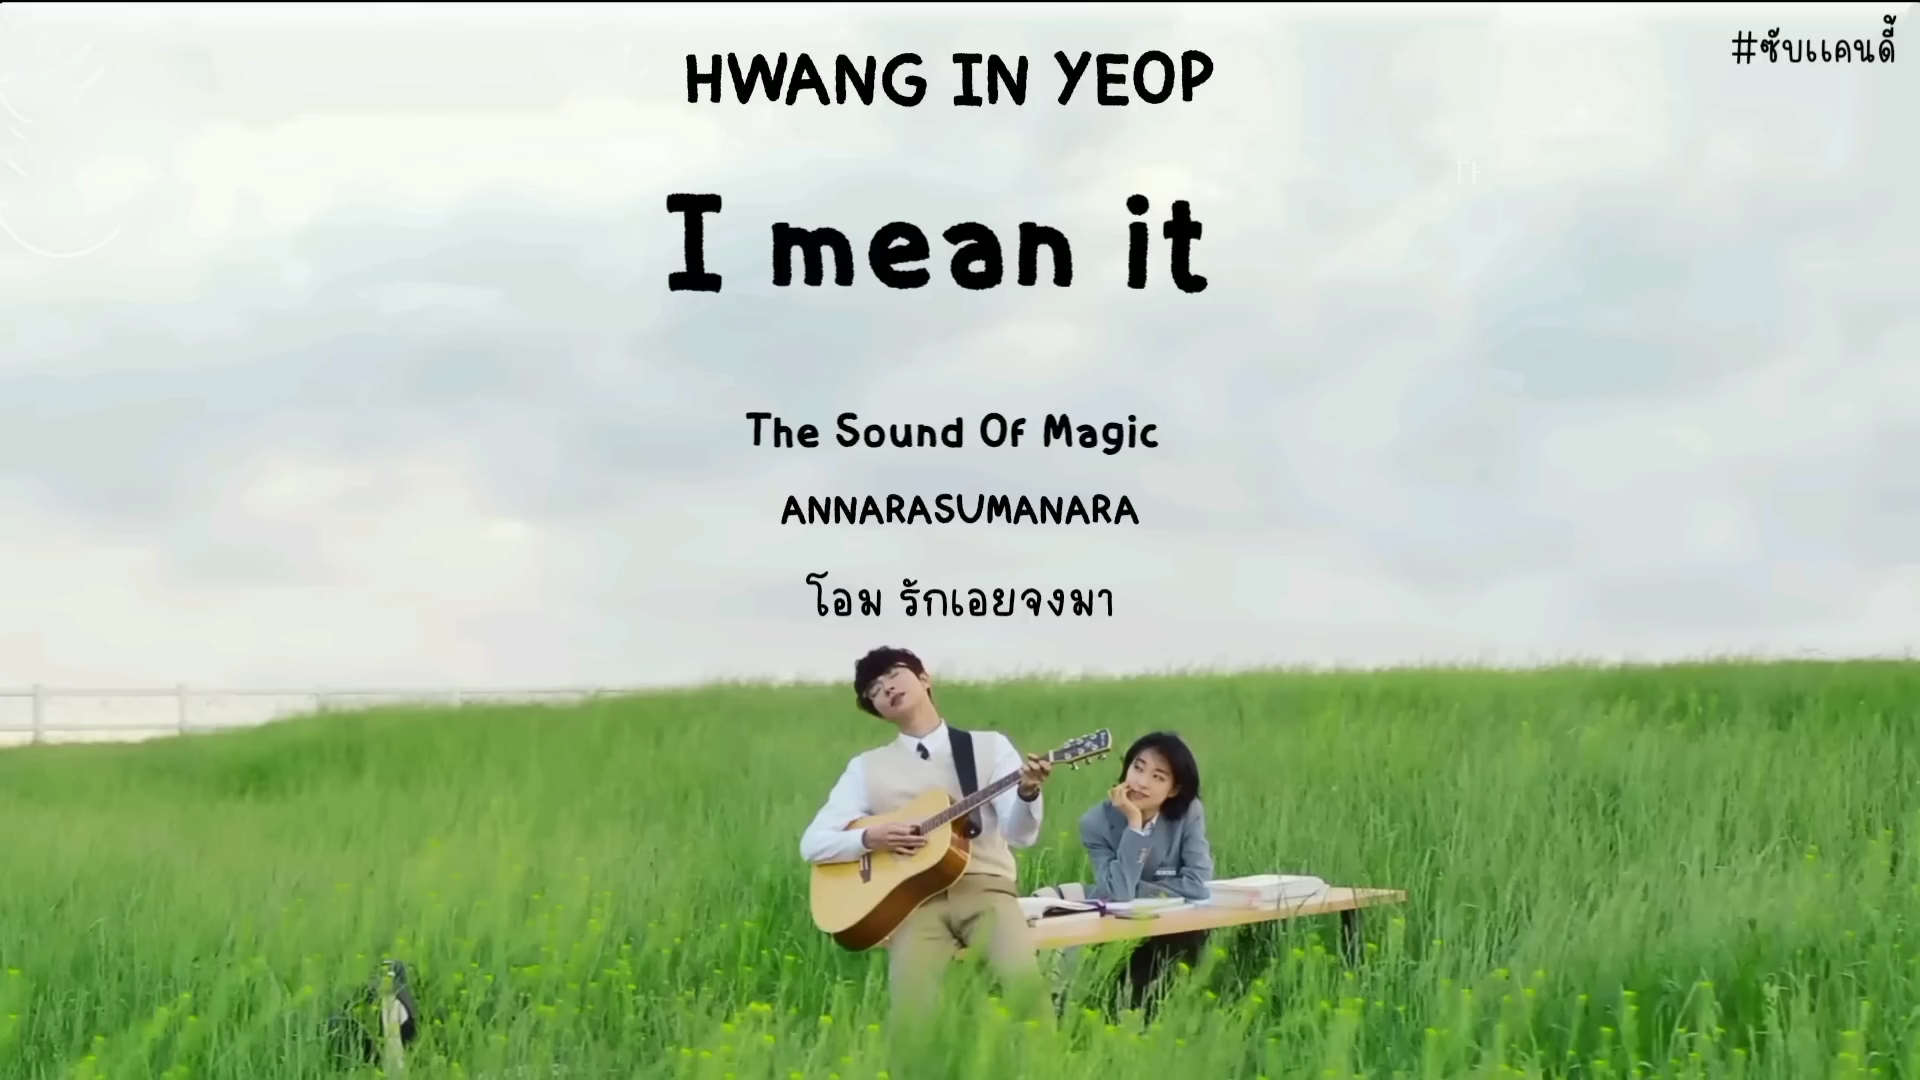 #ซับแคนดี้
HWANG IN YEOP
I mean it
The Sound Of Magic
ANNARASUMANARA
โอม รักเอยจงมา